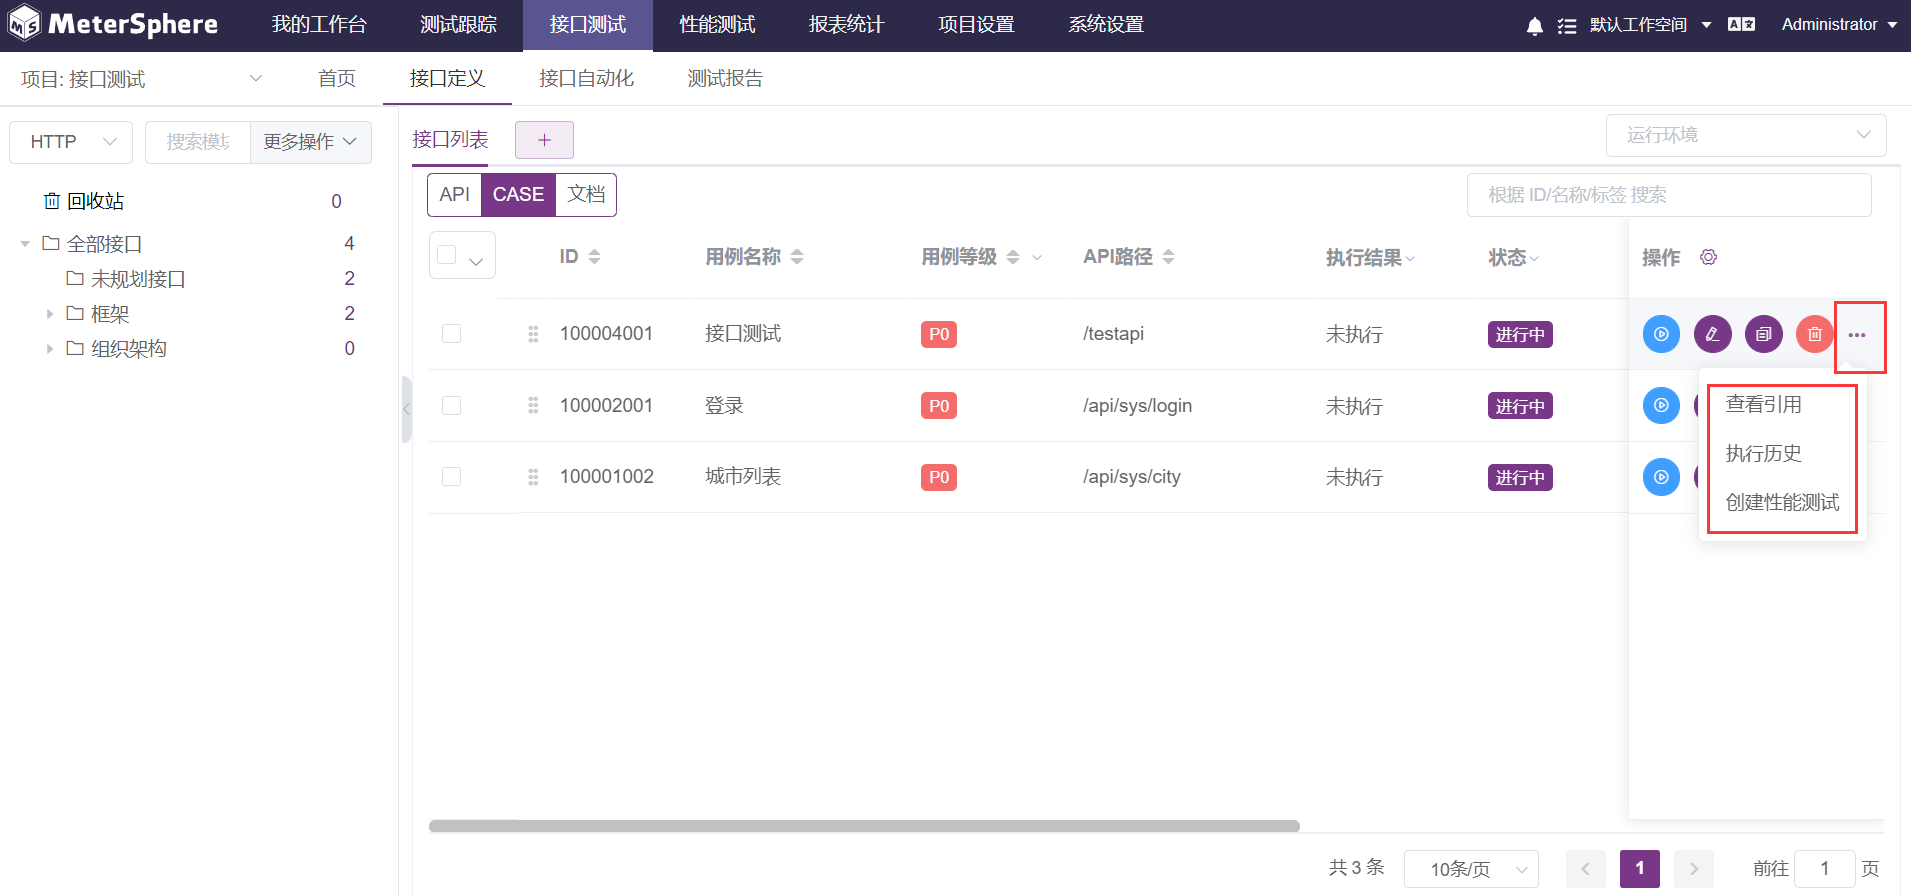 MeterSphere 我的工作台 测试跟踪 接口测试 性能测试 报表统计 项目设置 系统设置 默认工作空间 Administrator
项目: 接口测试 首页 接口定义 接口自动化 测试报告
HTTP 搜索模块 更多操作
回收站 0
全部接口 4
未规划接口 2
框架 2
组织架构 0
接口列表 + 运行环境
API CASE 文档 根据 ID/名称/标签 搜索
ID 用例名称 用例等级 API路径 执行结果 状态 操作
100004001 接口测试 P0 /testapi 未执行 进行中
100002001 登录 P0 /api/sys/login 未执行 进行中
100001002 城市列表 P0 /api/sys/city 未执行 进行中
查看引用
执行历史
创建性能测试
共 3 条 10条/页 1 前往 1 页